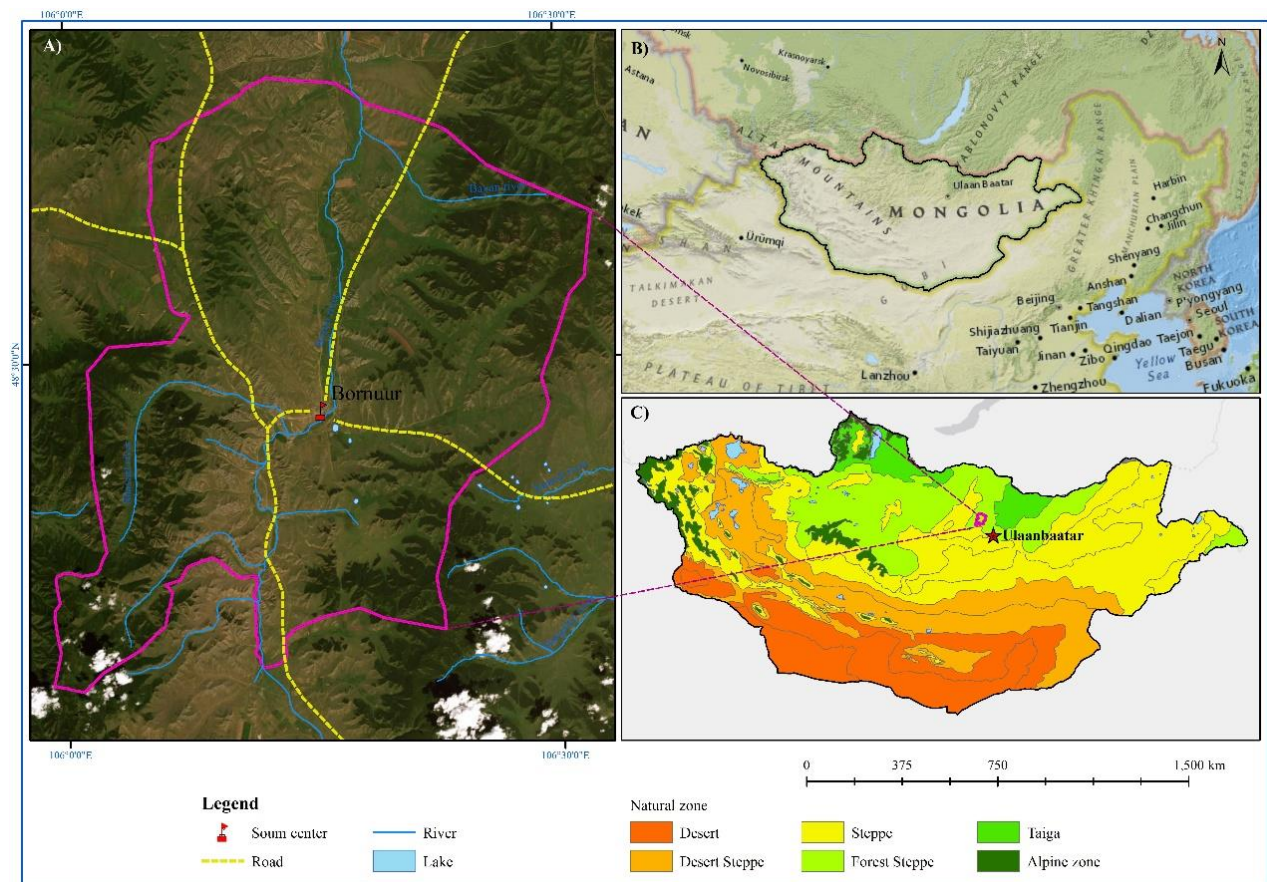 106°0'0"E
106°30'0"E
A)
48°30'0"N
Bornuur
106°0'0"E
106°30'0"E
B)
N
Astana
Novosibirsk
Krasnoyarsk
YABLONOVYY RANGE
ALTAI MOUNTAINS
UlaanBaatar
MONGOLIA
GREATER KHINGAN RANGE
MANCHURIAN PLAIN
Harbin
Changchun
Jilin
Ürümqi
SHAN
GOBI
TALKIMAKAN
DESERT
Shenyang
Anshan
NORTH
KOREA
Beijing
Tangshan
P'yongyang
Tianjin
Dalian
Seoul
SOUTH
KOREA
Shijiazhuang
Taiyuan
Jinan
Zibo
Qingdao
Taejon
Taegu
Busan
Yellow
Sea
Lanzhou
Zhengzhou
Fukuoka
PLATEAU OF TIBET
C)
Ulaanbaatar
0 375 750 1,500 km
Legend
Soum center
River
Road
Lake
Natural zone
Desert
Steppe
Taiga
Desert Steppe
Forest Steppe
Alpine zone